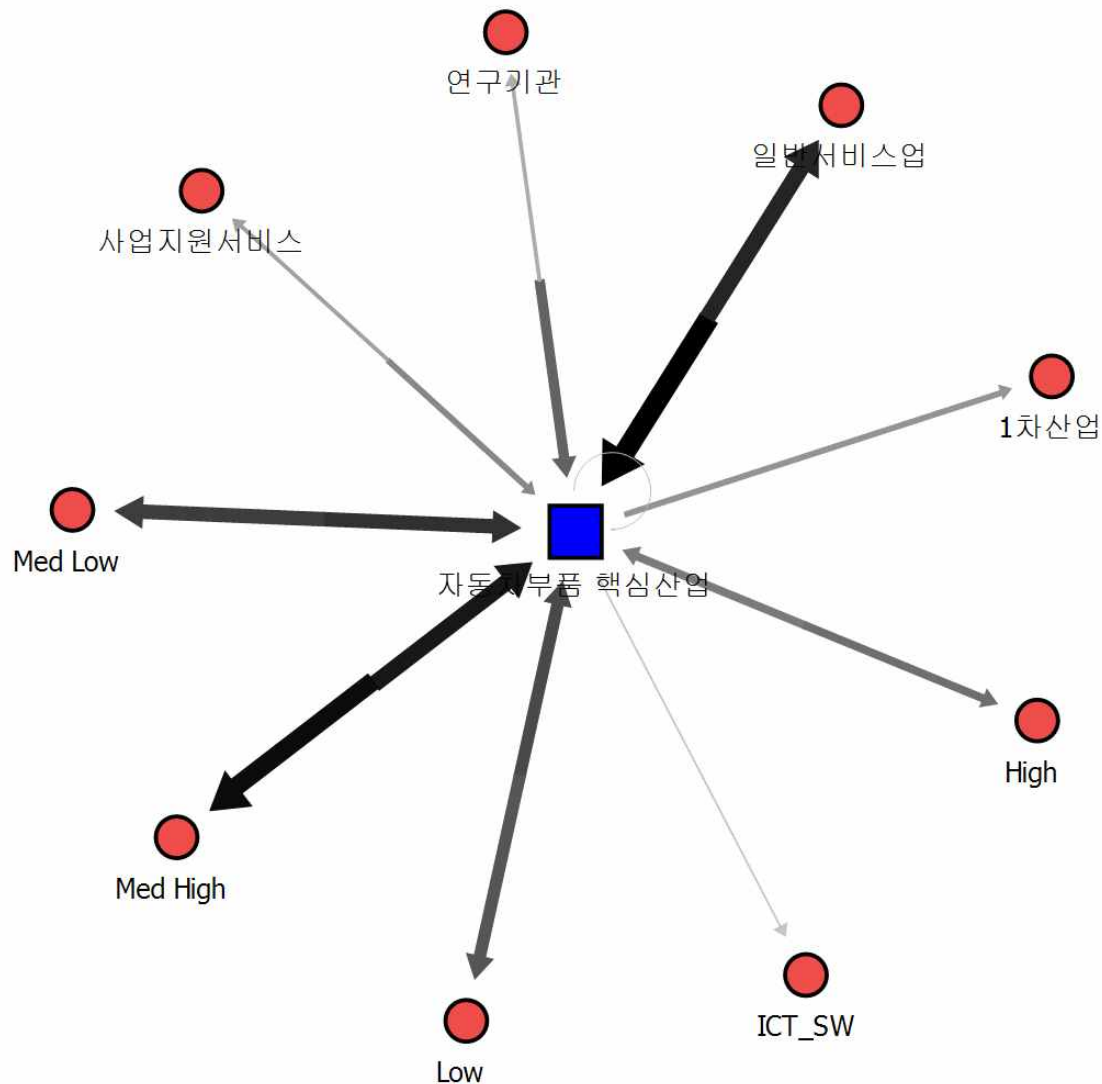 연구기관
일반서비스업
사업지원서비스
1차산업
Med Low
자동차부품 핵심산업
High
Med High
ICT_SW
Low